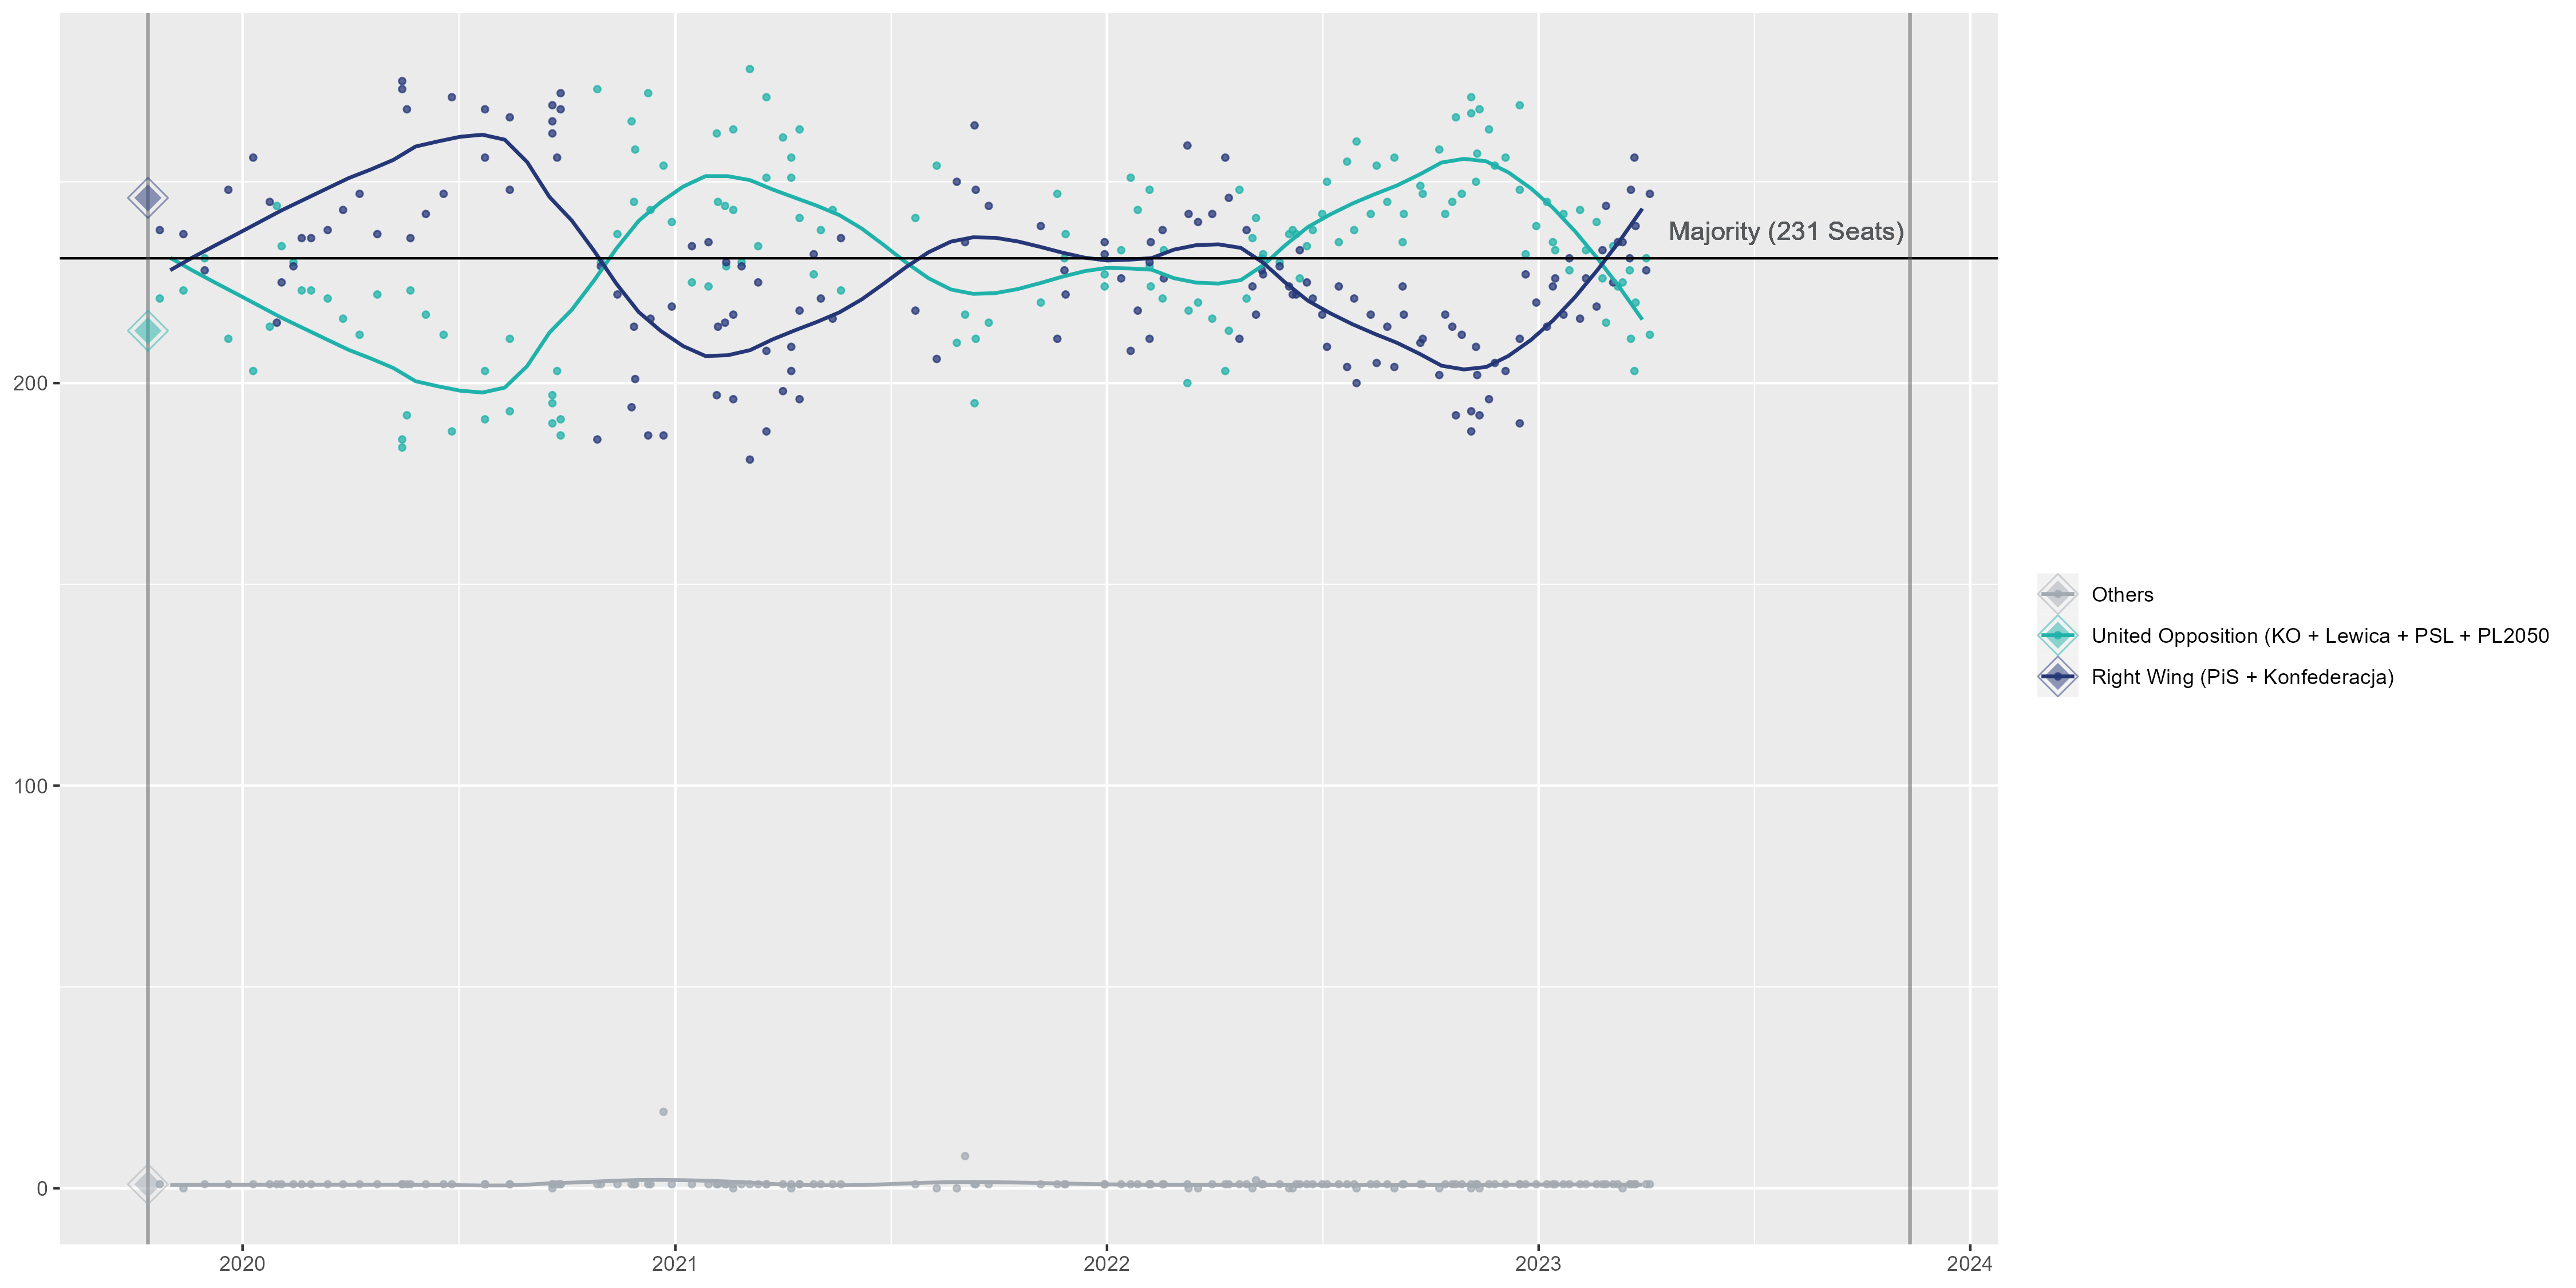 Majority (231 Seats)
200
100
0
2020
2021
2022
2023
2024
Others
United Opposition (KO + Lewica + PSL + PL2050
Right Wing (PiS + Konfederacja)